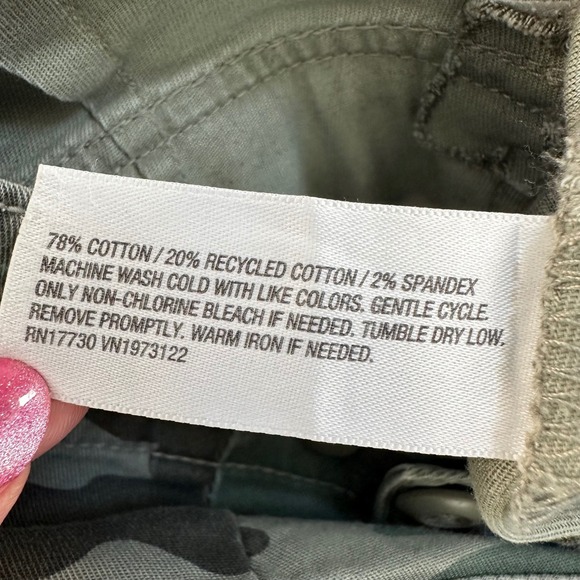 78% COTTON / 20% RECYCLED COTTON / 2% SPANDEX
MACHINE WASH COLD WITH LIKE COLORS. GENTLE CYCLE.
ONLY NON-CHLORINE BLEACH IF NEEDED. TUMBLE DRY LOW.
REMOVE PROMPTLY. WARM IRON IF NEEDED.
RN17730 VN1973122